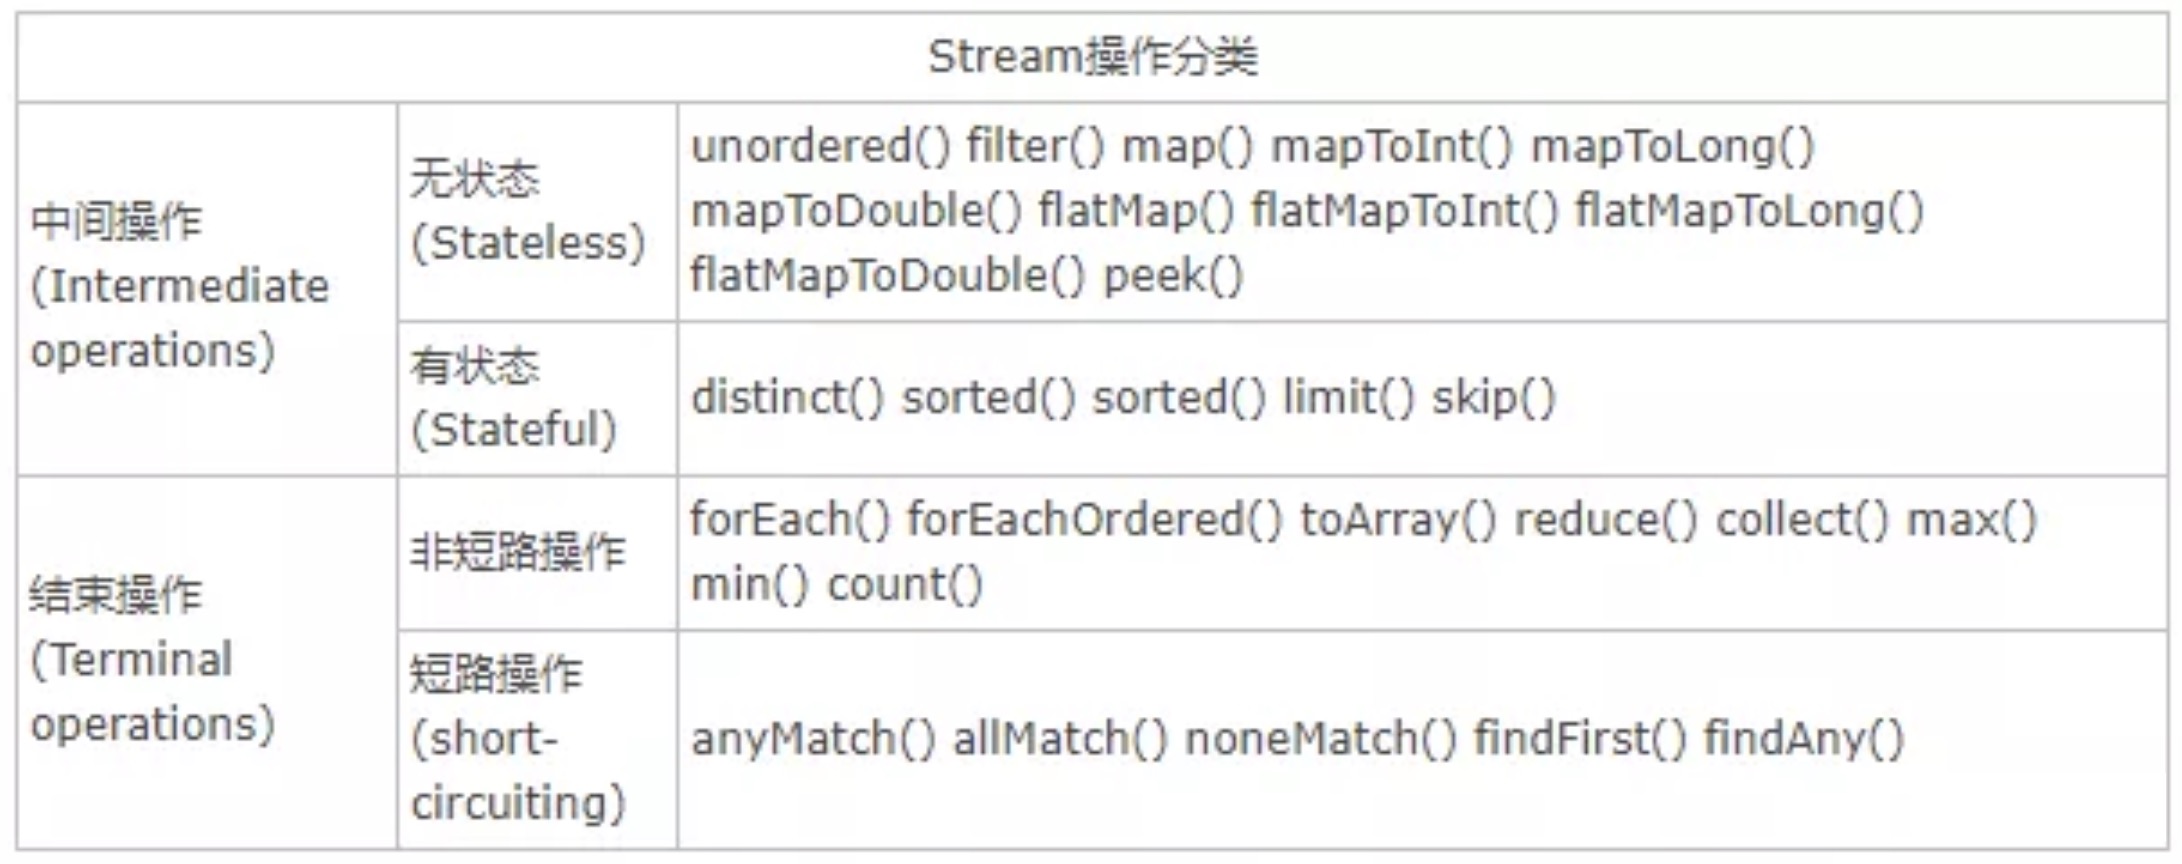 Stream操作分类
中间操作
(Intermediate
operations)
无状态
(Stateless)
unordered() filter() map() mapToInt() mapToLong()
mapToDouble() flatMap() flatMapToInt() flatMapToLong()
flatMapToDouble() peek()
有状态
(Stateful)
distinct() sorted() sorted() limit() skip()
结束操作
(Terminal
operations)
非短路操作
forEach() forEachOrdered() toArray() reduce() collect() max()
min() count()
短路操作
(short-
circuiting)
anyMatch() allMatch() noneMatch() findFirst() findAny()